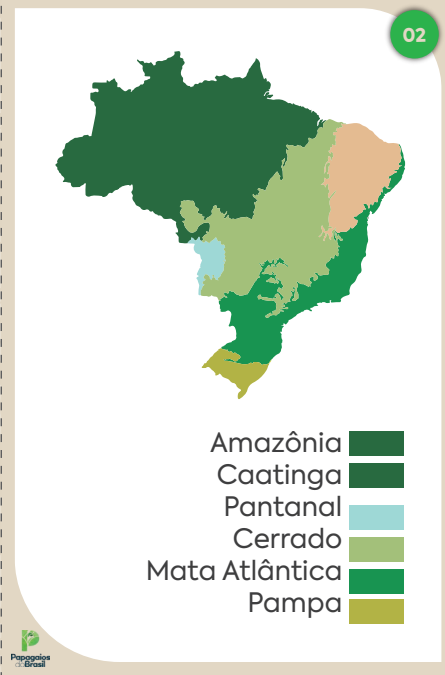 02
Amazônia
Caatinga
Pantanal
Cerrado
Mata Atlântica
Pampa
Papagaios
do Brasil